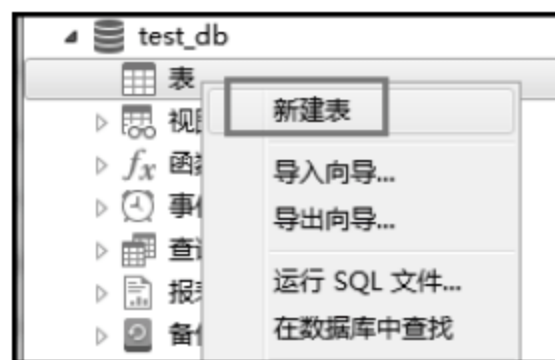 test_db
表
新建表
视
导入向导...
导出向导...
事
查
运行 SQL 文件...
报
在数据库中查找
备